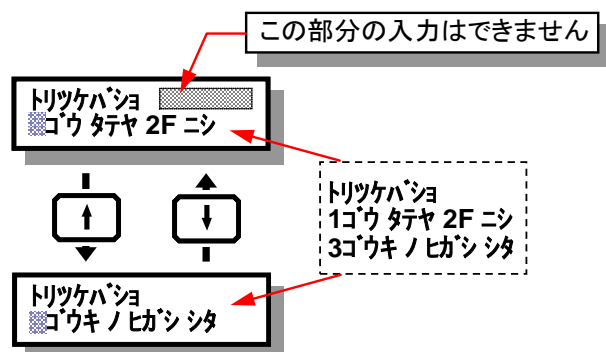 この部分の入力はできません
トリツケバショ
ゴウ タテヤ 2F ニシ
トリツケバショ
1ゴウ タテヤ 2F ニシ
3ゴウキ ノ ヒガシ シタ
↑
↓
トリツケバショ
ゴウキ ノ ヒガシ シタ